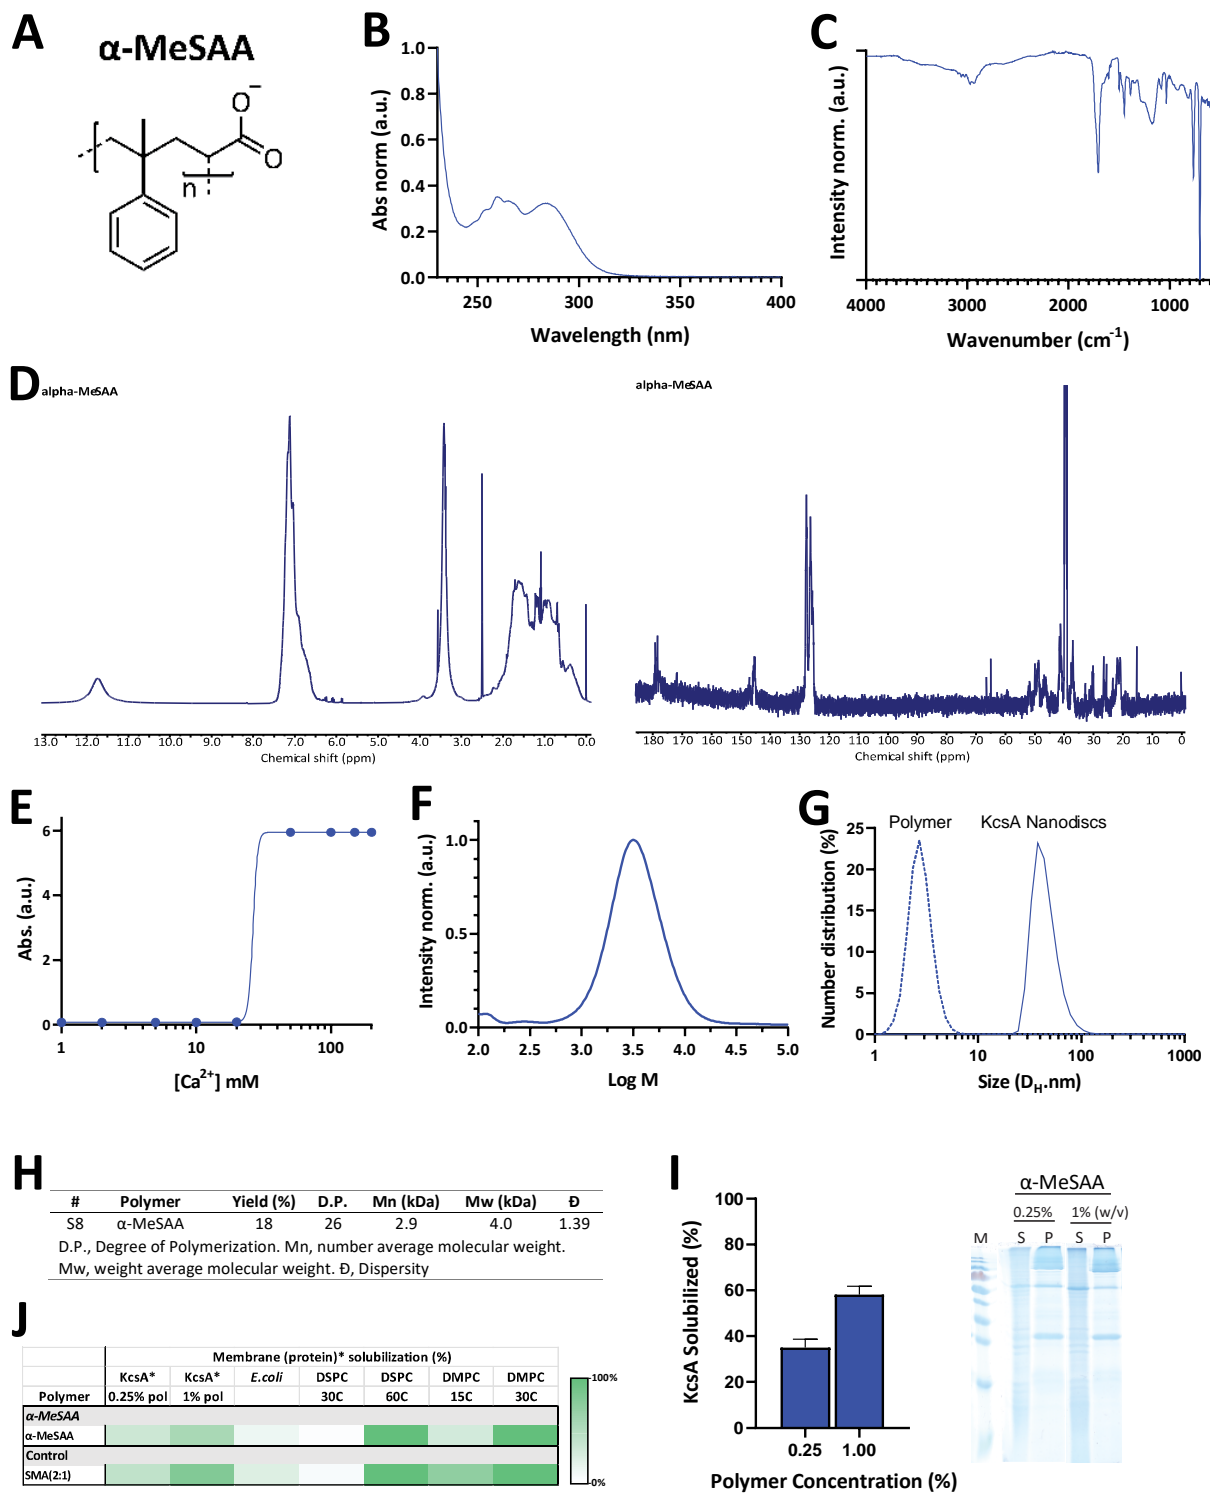 A
α-MeSAA
O⁻
O
n
B
Abs norm (a.u.)
1.0
0.8
0.6
0.4
0.2
0.0
250 300 350 400
Wavelength (nm)
C
Intensity norm. (a.u.)
4000 3000 2000 1000
Wavenumber (cm⁻¹)
D
alpha-MeSAA
13.0 12.0 11.0 10.0 9.0 8.0 7.0 6.0 5.0 4.0 3.0 2.0 1.0 0.0
Chemical shift (ppm)
alpha-MeSAA
180 170 160 150 140 130 120 110 100 90 80 70 60 50 40 30 20 10 0
Chemical shift (ppm)
E
Abs. (a.u.)
6
4
2
0
1 10 100
[Ca²⁺] mM
F
Intensity norm. (a.u.)
1.0
0.5
0.0
2.0 2.5 3.0 3.5 4.0 4.5 5.0
Log M
G
Polymer KcsA Nanodiscs
Number distribution (%)
25
20
15
10
5
0
1 10 100 1000
Size (D_H.nm)
H
# Polymer Yield (%) D.P. Mn (kDa) Mw (kDa) Đ
S8 α-MeSAA 18 26 2.9 4.0 1.39
D.P., Degree of Polymerization. Mn, number average molecular weight.
Mw, weight average molecular weight. Đ, Dispersity
I
KcsA Solubilized (%)
100
80
60
40
20
0
0.25 1.00
Polymer Concentration (%)
α-MeSAA
0.25% 1% (w/v)
M S P S P
J
Membrane (protein)* solubilization (%)
KcsA* KcsA* E.coli DSPC DSPC DMPC DMPC
Polymer 0.25% pol 1% pol 30C 60C 15C 30C
α-MeSAA
α-MeSAA
Control
SMA(2:1)
100%
0%